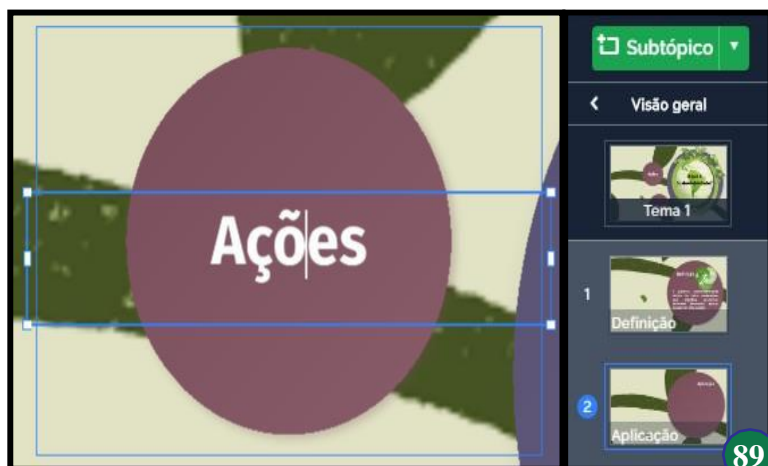 Ações
Subtópico
Visão geral
Tema 1
1
Definição
2
Aplicação
89